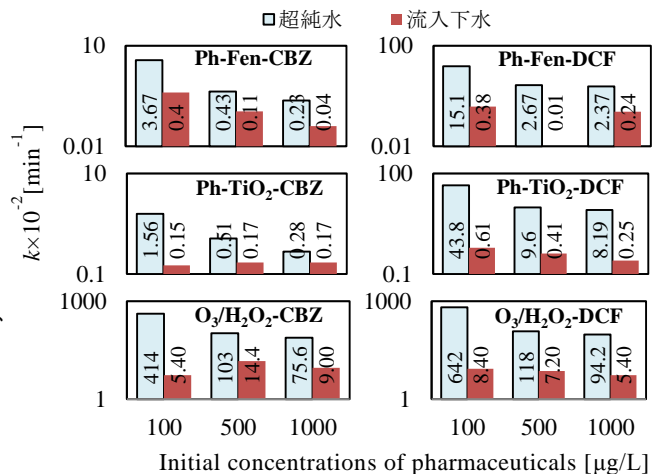 超純水 流入下水
Ph-Fen-CBZ
10
0.01
3.67 0.4 0.43 0.11 0.23 0.04
Ph-Fen-DCF
100
0.01
15.1 0.38 2.67 0.01 2.37 0.24
k×10⁻² [min⁻¹]
Ph-TiO₂-CBZ
10
0.1
1.56 0.15 0.51 0.17 0.28 0.17
Ph-TiO₂-DCF
100
0.1
43.8 0.61 9.6 0.41 8.19 0.25
O₃/H₂O₂-CBZ
1000
1
414 5.40 103 14.4 75.6 9.00
O₃/H₂O₂-DCF
1000
1
642 8.40 118 7.20 94.2 5.40
100 500 1000
100 500 1000
Initial concentrations of pharmaceuticals [µg/L]